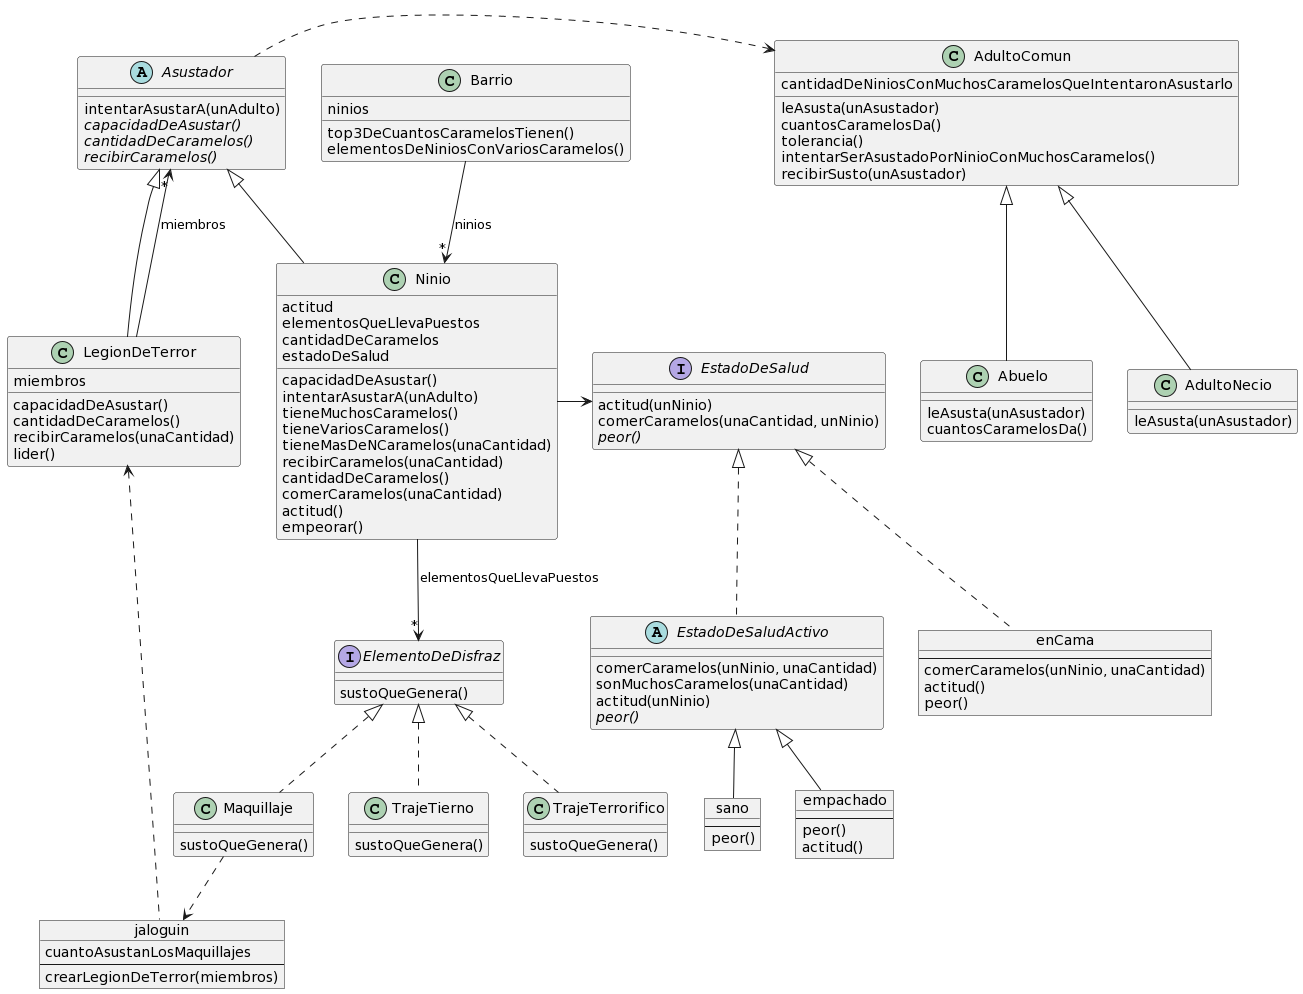 A Asustador
intentarAsustarA(unAdulto)
capacidadDeAsustar()
cantidadDeCaramelos()
recibirCaramelos()
C Barrio
ninios
top3DeCuantosCaramelosTienen()
elementosDeNiniosConVariosCaramelos()
C AdultoComun
cantidadDeNiniosConMuchosCaramelosQueIntentaronAsustarlo
leAsusta(unAsustador)
cuantosCaramelosDa()
tolerancia()
intentarSerAsustadoPorNinioConMuchosCaramelos()
recibirSusto(unAsustador)
*
miembros
ninios
*
C LegionDeTerror
miembros
capacidadDeAsustar()
cantidadDeCaramelos()
recibirCaramelos(unaCantidad)
lider()
C Ninio
actitud
elementosQueLlevaPuestos
cantidadDeCaramelos
estadoDeSalud
capacidadDeAsustar()
intentarAsustarA(unAdulto)
tieneMuchosCaramelos()
tieneVariosCaramelos()
tieneMasDeNCaramelos(unaCantidad)
recibirCaramelos(unaCantidad)
cantidadDeCaramelos()
comerCaramelos(unaCantidad)
actitud()
empeorar()
I EstadoDeSalud
actitud(unNinio)
comerCaramelos(unaCantidad, unNinio)
peor()
C Abuelo
leAsusta(unAsustador)
cuantosCaramelosDa()
C AdultoNecio
leAsusta(unAsustador)
elementosQueLlevaPuestos
*
I ElementoDeDisfraz
sustoQueGenera()
A EstadoDeSaludActivo
comerCaramelos(unNinio, unaCantidad)
sonMuchosCaramelos(unaCantidad)
actitud(unNinio)
peor()
enCama
comerCaramelos(unNinio, unaCantidad)
actitud()
peor()
C Maquillaje
sustoQueGenera()
C TrajeTierno
sustoQueGenera()
C TrajeTerrorifico
sustoQueGenera()
sano
peor()
empachado
peor()
actitud()
jaloguin
cuantoAsustanLosMaquillajes
crearLegionDeTerror(miembros)